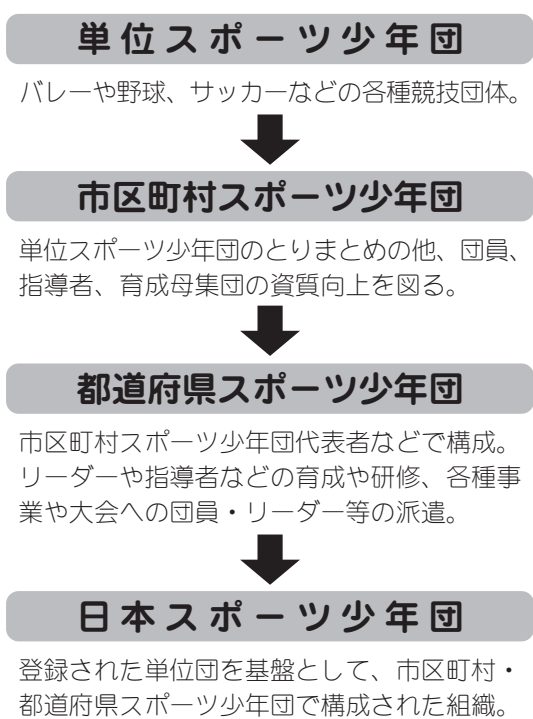 単位スポーツ少年団
バレーや野球、サッカーなどの各種競技団体。
市区町村スポーツ少年団
単位スポーツ少年団のとりまとめの他、団員、
指導者、育成母集団の資質向上を図る。
都道府県スポーツ少年団
市区町村スポーツ少年団代表者などで構成。
リーダーや指導者などの育成や研修、各種事
業や大会への団員・リーダー等の派遣。
日本スポーツ少年団
登録された単位団を基盤として、市区町村・
都道府県スポーツ少年団で構成された組織。